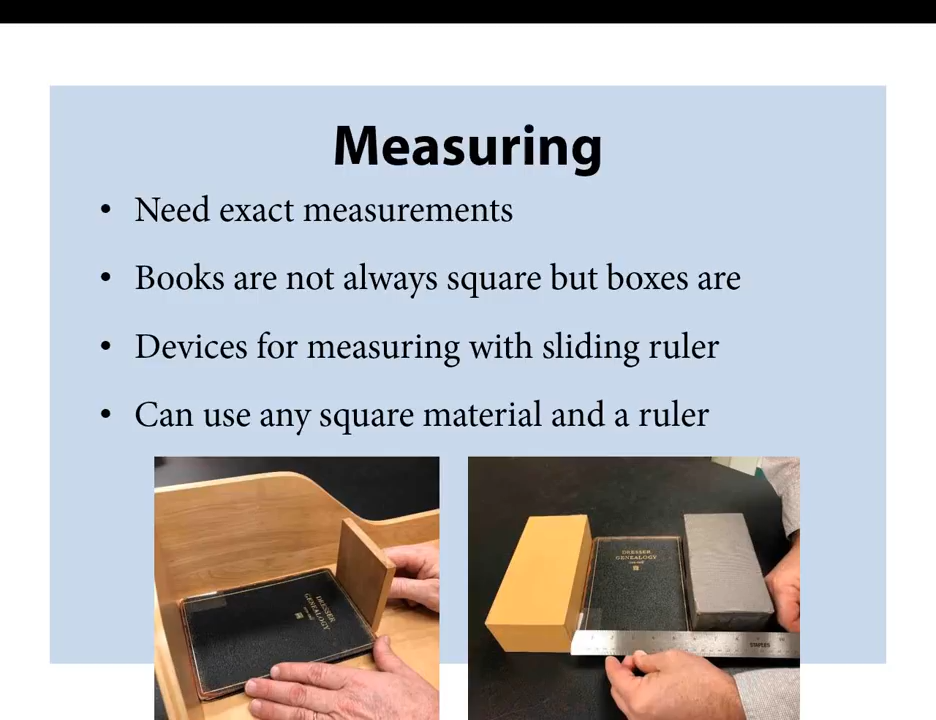 Measuring
• Need exact measurements
• Books are not always square but boxes are
• Devices for measuring with sliding ruler
• Can use any square material and a ruler
DRESSER
GENEALOGY
DRESSER
GENEALOGY
STAPLES